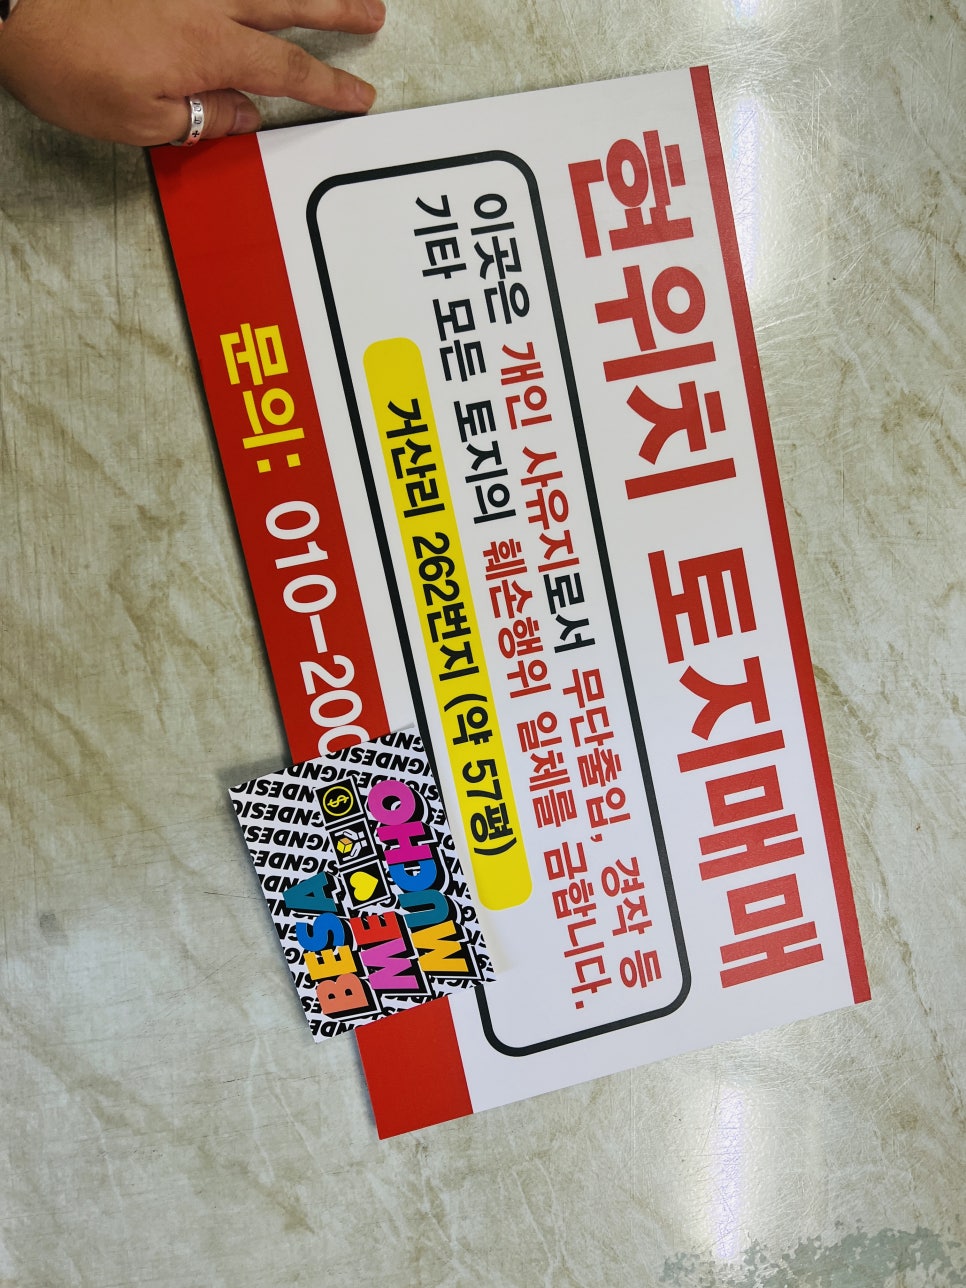 현위치 토지매매
이곳은 개인 사유지로서 무단출입, 경작 등
기타 모든 토지의 훼손행위 일체를 금합니다.
거산리 262번지 (약 57평)
문의: 010-200
BESA
ME
MUCHO